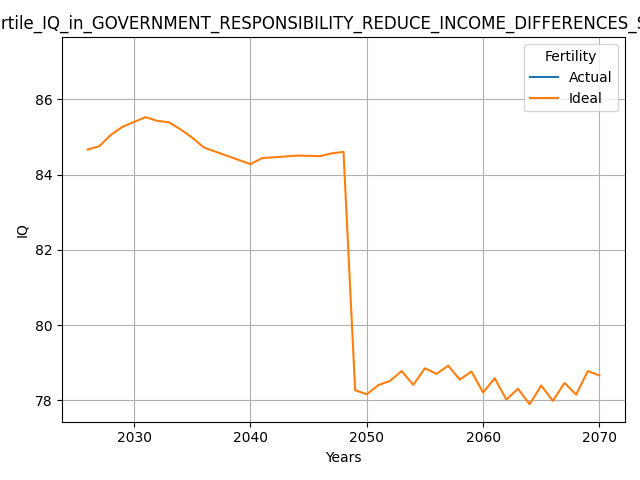 rtile_IQ_in_GOVERNMENT_RESPONSIBILITY_REDUCE_INCOME_DIFFERENCES_S
Fertility
Actual
Ideal
86
84
82
80
78
IQ
2030 2040 2050 2060 2070
Years